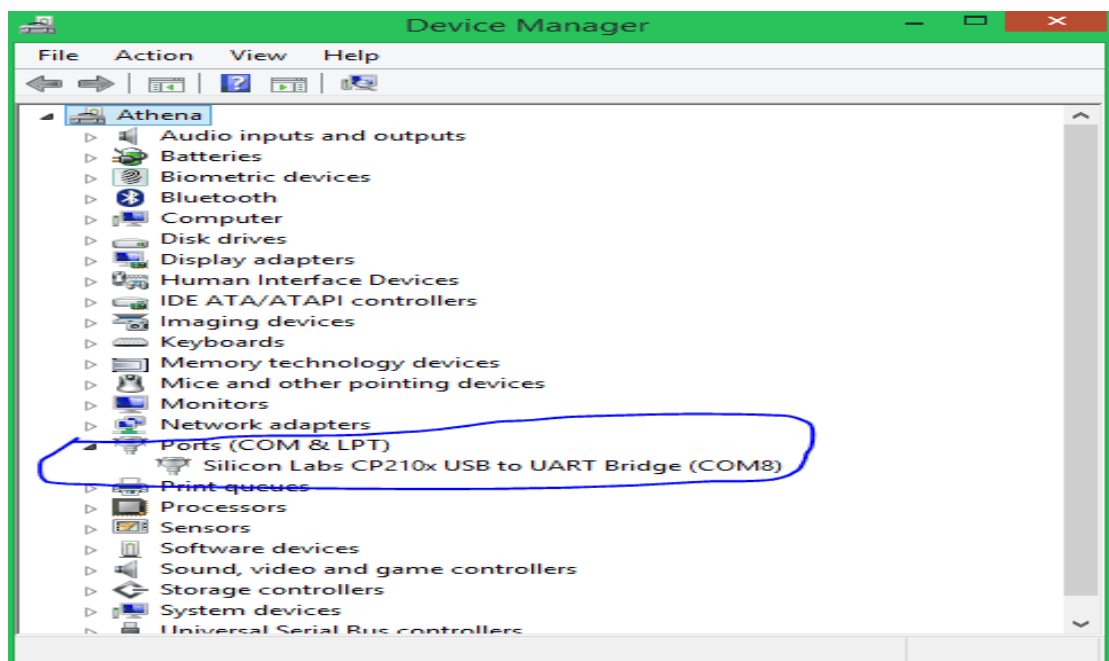 Device Manager
File Action View Help
Athena
Audio inputs and outputs
Batteries
Biometric devices
Bluetooth
Computer
Disk drives
Display adapters
Human Interface Devices
IDE ATA/ATAPI controllers
Imaging devices
Keyboards
Memory technology devices
Mice and other pointing devices
Monitors
Network adapters
Ports (COM & LPT)
Silicon Labs CP210x USB to UART Bridge (COM8)
Print queues
Processors
Sensors
Software devices
Sound, video and game controllers
Storage controllers
System devices
Universal Serial Bus controllers